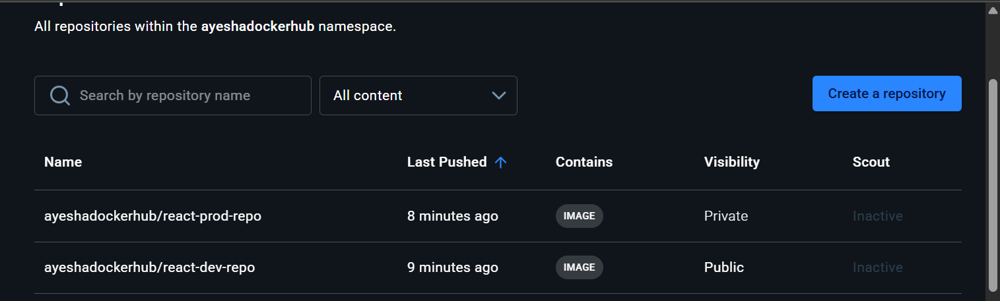 All repositories within the ayeshadockerhub namespace.
Search by repository name
All content
Create a repository
Name Last Pushed Contains Visibility Scout
ayeshadockerhub/react-prod-repo 8 minutes ago IMAGE Private Inactive
ayeshadockerhub/react-dev-repo 9 minutes ago IMAGE Public Inactive